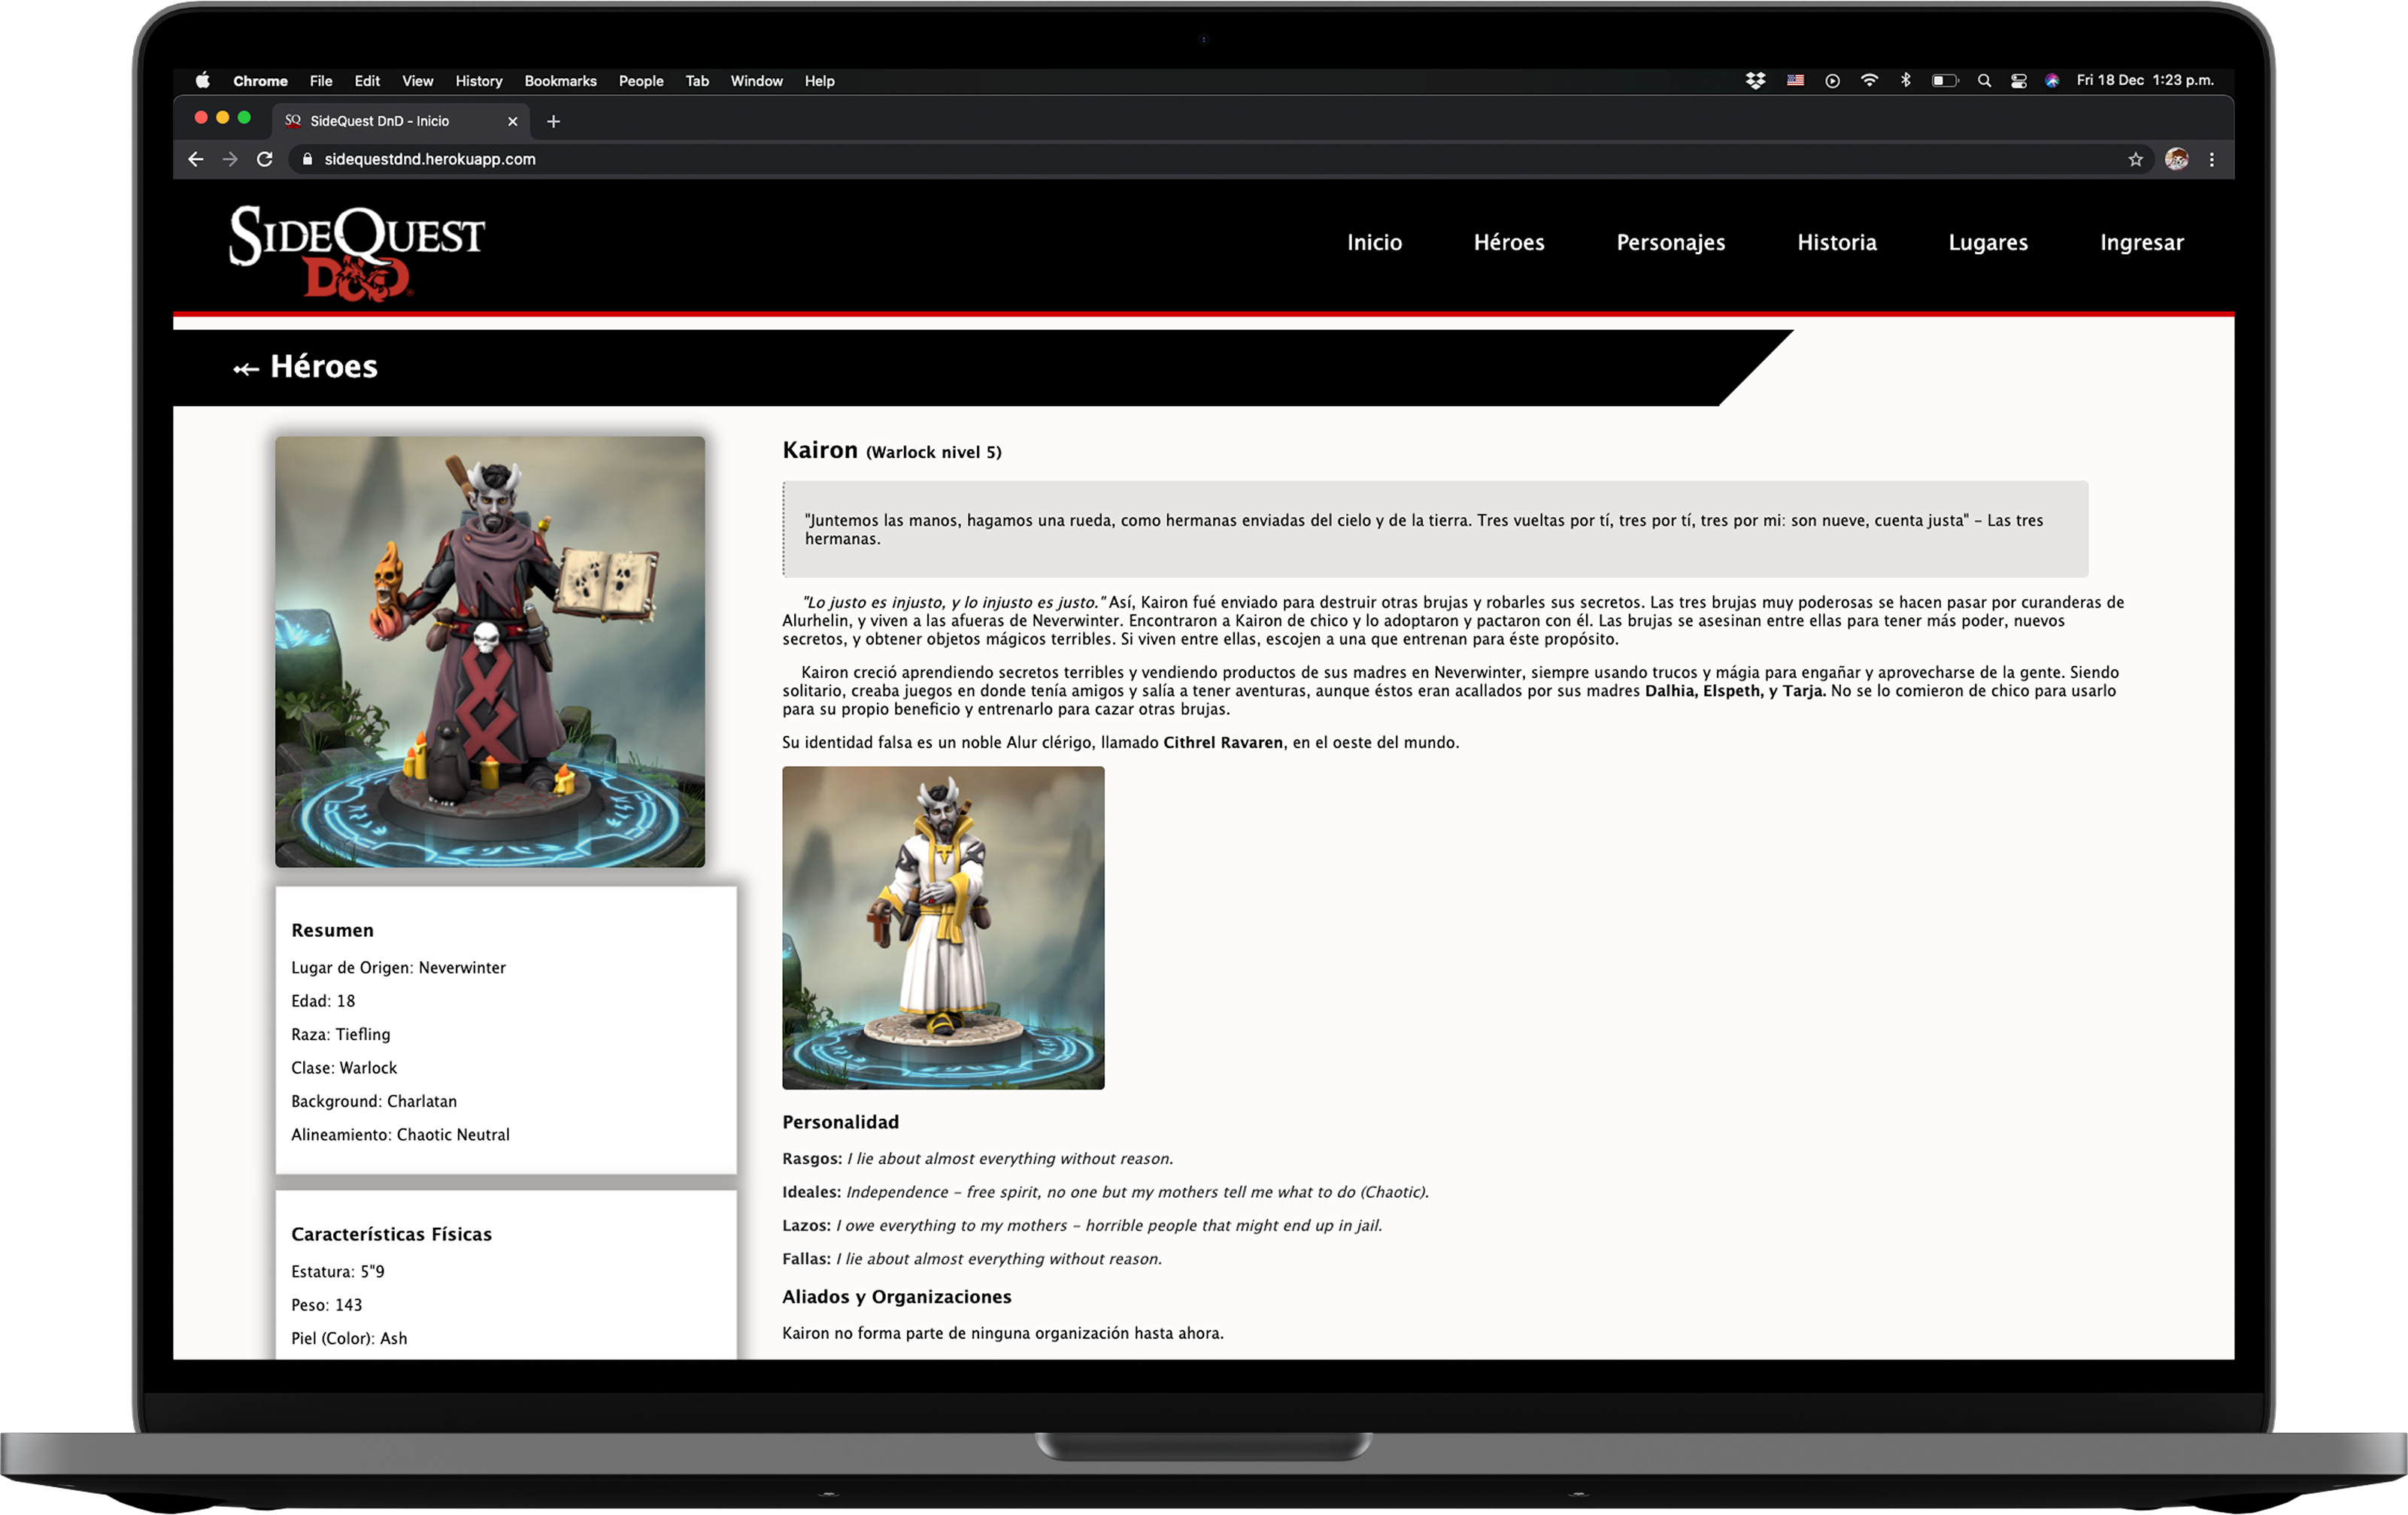 Chrome File Edit View History Bookmarks People Tab Window Help Fri 18 Dec 1:23 p.m.
SQ SideQuest DnD - Inicio
sidequestdnd.herokuapp.com
SIDEQUEST
D&D
Inicio Héroes Personajes Historia Lugares Ingresar
Héroes
Kairon (Warlock nivel 5)
"Juntemos las manos, hagamos una rueda, como hermanas enviadas del cielo y de la tierra. Tres vueltas por tí, tres por tí, tres por mi: son nueve, cuenta justa" – Las tres
hermanas.
"Lo justo es injusto, y lo injusto es justo." Así, Kairon fué enviado para destruir otras brujas y robarles sus secretos. Las tres brujas muy poderosas se hacen pasar por curanderas de
Alurhelin, y viven a las afueras de Neverwinter. Encontraron a Kairon de chico y lo adoptaron y pactaron con él. Las brujas se asesinan entre ellas para tener más poder, nuevos
secretos, y obtener objetos mágicos terribles. Si viven entre ellas, escojen a una que entrenan para éste propósito.
Kairon creció aprendiendo secretos terribles y vendiendo productos de sus madres en Neverwinter, siempre usando trucos y mágia para engañar y aprovecharse de la gente. Siendo
solitario, creaba juegos en donde tenía amigos y salía a tener aventuras, aunque éstos eran acallados por sus madres Dalhia, Elspeth, y Tarja. No se lo comieron de chico para usarlo
para su propio beneficio y entrenarlo para cazar otras brujas.
Su identidad falsa es un noble Alur clérigo, llamado Cithrel Ravaren, en el oeste del mundo.
Personalidad
Rasgos: I lie about almost everything without reason.
Ideales: Independence – free spirit, no one but my mothers tell me what to do (Chaotic).
Lazos: I owe everything to my mothers – horrible people that might end up in jail.
Fallas: I lie about almost everything without reason.
Aliados y Organizaciones
Kairon no forma parte de ninguna organización hasta ahora.
Resumen
Lugar de Origen: Neverwinter
Edad: 18
Raza: Tiefling
Clase: Warlock
Background: Charlatan
Alineamiento: Chaotic Neutral
Características Físicas
Estatura: 5"9
Peso: 143
Piel (Color): Ash